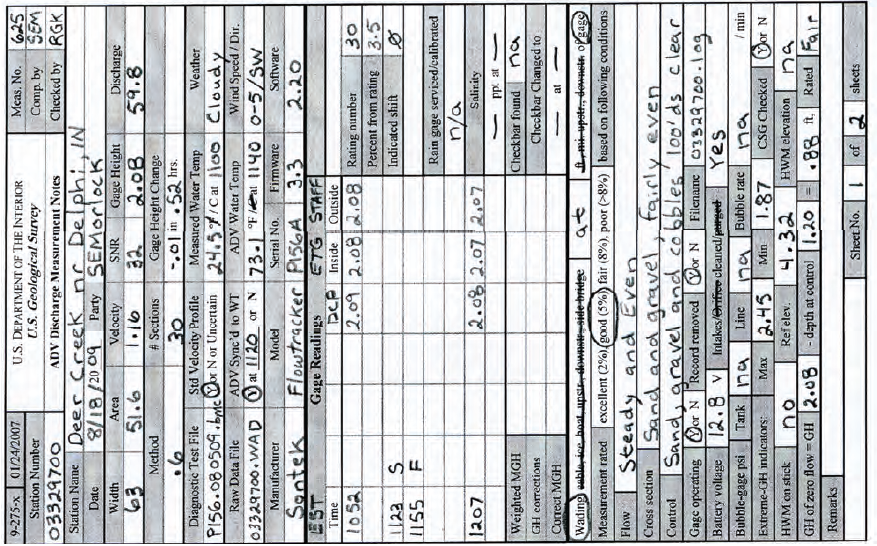 9-275-x 01/24/2007 U.S. DEPARTMENT OF THE INTERIOR Meas. No. 625
Station Number U.S. Geological Survey Comp. by SEM
03329700 ADV Discharge Measurement Notes Checked by RGK
Station Name Deer Creek nr Delphi, IN
Date 8/18/2009 Party SEMorlock
Width Area Velocity SNR Gage Height Discharge
63 51.6 1.16 32 2.08 59.8
Method # Sections Gage Height Change
.6 30 -.01 in .52 hrs.
Diagnostic Test File Std Velocity Profile Measured Water Temp Weather
P156.080509.bmc Y or N or Uncertain 24.5 °F / C at 1100 Cloudy
Raw Data File ADV Sync'd to WT ADV Water Temp Wind Speed / Dir.
03329700.WAD Y at 1120 or N 73.1 °F/C at 1140 0-5/SW
Manufacturer Model Serial No. Firmware Software
Sontek Flowtracker P156A 3.3 2.20
EST Gage Readings ETG STAFF
Time DCP Inside Outside
1052 2.09 2.08 2.08 Rating number 30
Percent from rating 3.5
1123 S Indicated shift Ø
1155 F
Rain gage serviced/calibrated
n/a
1207 2.08 2.07 2.07 Salinity
— ppt at —
Weighted MGH Checkbar found na
GH corrections Checkbar Changed to
Correct MGH — at —
Wading, cable, ice, boat, upstr., downstr., side bridge at ft, mi. upstr., downstr. of gage
Measurement rated excellent (2%), good (5%), fair (8%), poor (>8%) based on following conditions
Flow Steady and Even
Cross section Sand and gravel, fairly even
Control Sand, gravel and cobbles 100'ds clear
Gage operating Y or N Record removed Y or N Filename 03329700.log
Battery voltage 12.8 V Intakes/Orifice cleaned/purged Yes
Bubble-gage psi Tank na Line na Bubble rate na / min
Extreme-GH indicators: Max 2.45 Min 1.87 CSG Checked Y or N
HWM on stick no Ref elev. 4.32 HWM elevation na
GH of zero flow = GH 2.08 - depth at control 1.20 = .88 ft, Rated Fair
Remarks
Sheet No. 1 of 2 sheets